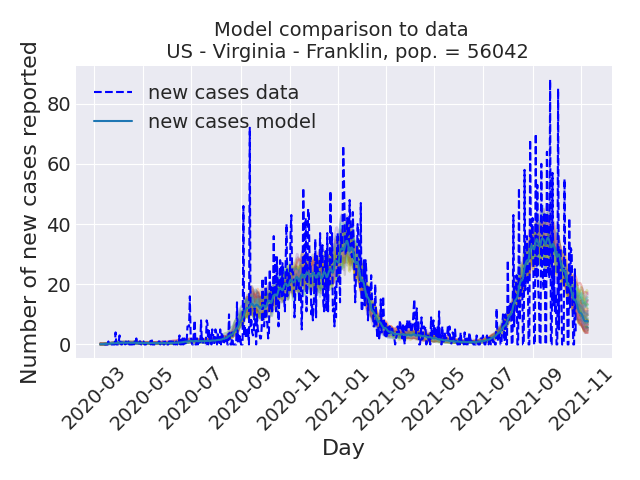 Model comparison to data
US - Virginia - Franklin, pop. = 56042
Number of new cases reported
80
60
40
20
0
new cases data
new cases model
2020-03
2020-05
2020-07
2020-09
2020-11
2021-01
2021-03
2021-05
2021-07
2021-09
2021-11
Day